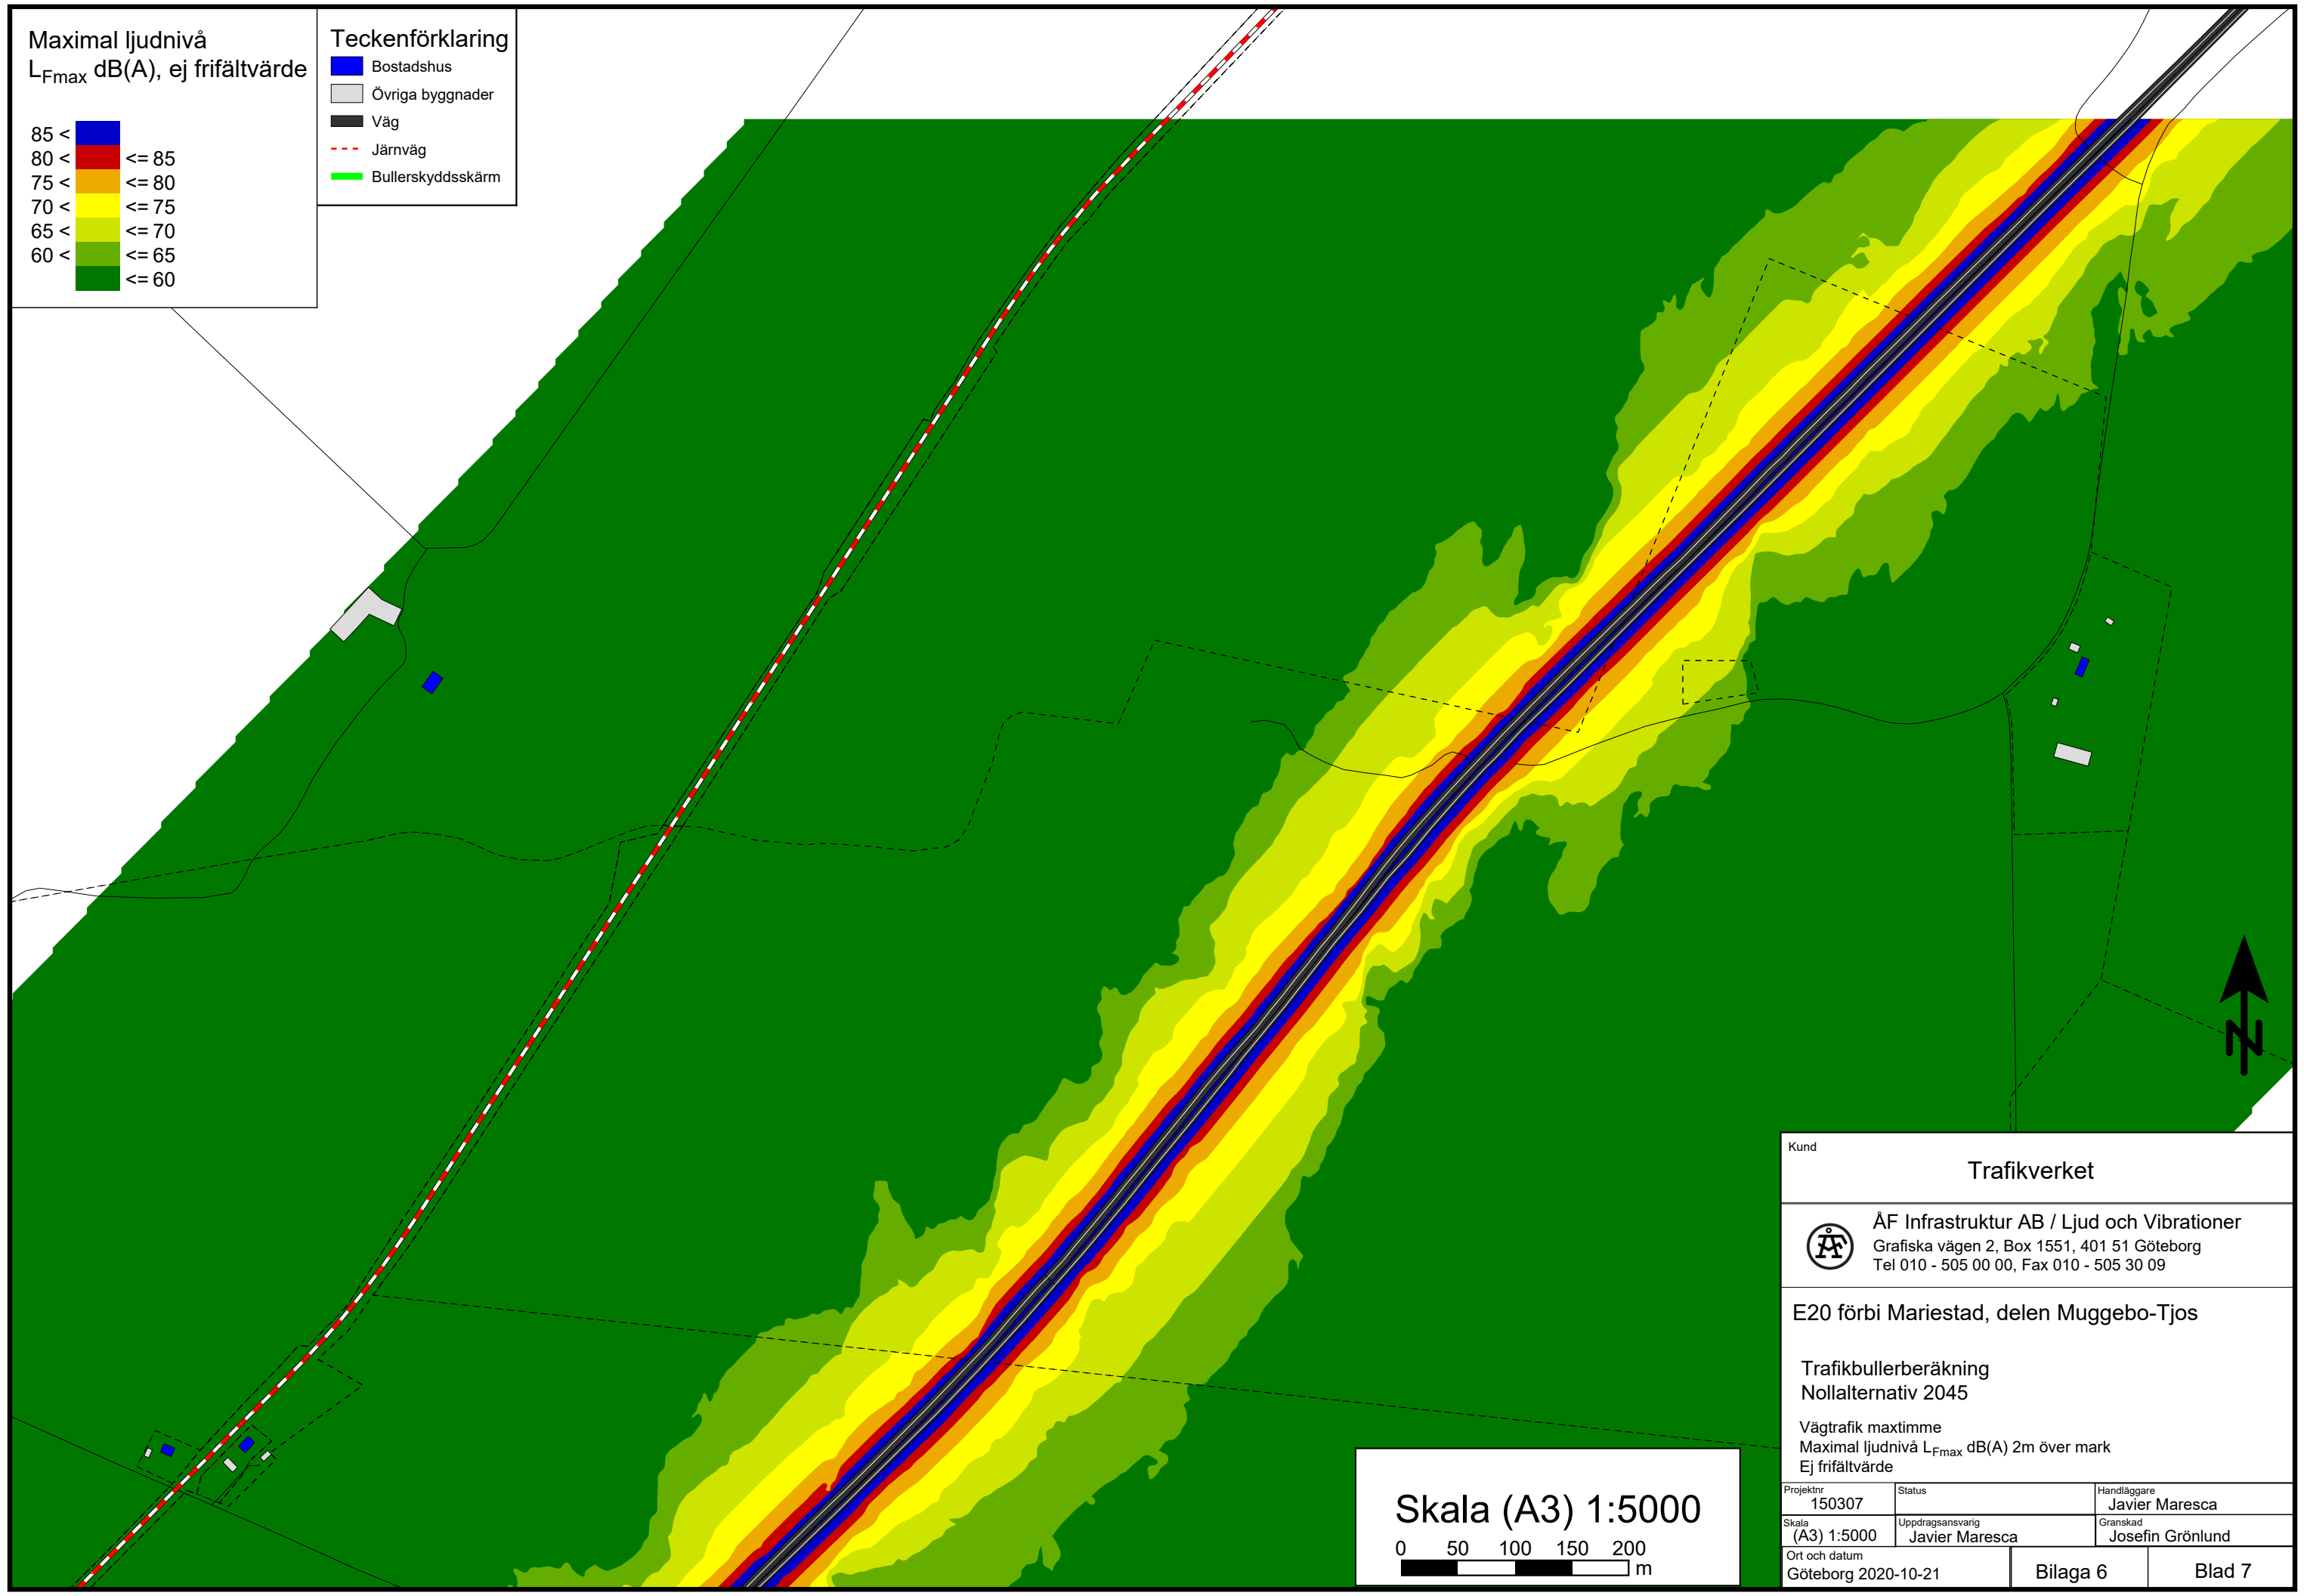 Maximal ljudnivå
LFmax dB(A), ej frifältvärde
85 <
80 < <= 85
75 < <= 80
70 < <= 75
65 < <= 70
60 < <= 65
<= 60
Teckenförklaring
Bostadshus
Övriga byggnader
Väg
Järnväg
Bullerskyddsskärm
N
Skala (A3) 1:5000
0 50 100 150 200
m
Kund
Trafikverket
ÅF
ÅF Infrastruktur AB / Ljud och Vibrationer
Grafiska vägen 2, Box 1551, 401 51 Göteborg
Tel 010 - 505 00 00, Fax 010 - 505 30 09
E20 förbi Mariestad, delen Muggebo-Tjos
Trafikbullerberäkning
Nollalternativ 2045
Vägtrafik maxtimme
Maximal ljudnivå LFmax dB(A) 2m över mark
Ej frifältvärde
Projektnr
150307
Status
Handläggare
Javier Maresca
Skala
(A3) 1:5000
Uppdragsansvarig
Javier Maresca
Granskad
Josefin Grönlund
Ort och datum
Göteborg 2020-10-21
Bilaga 6
Blad 7